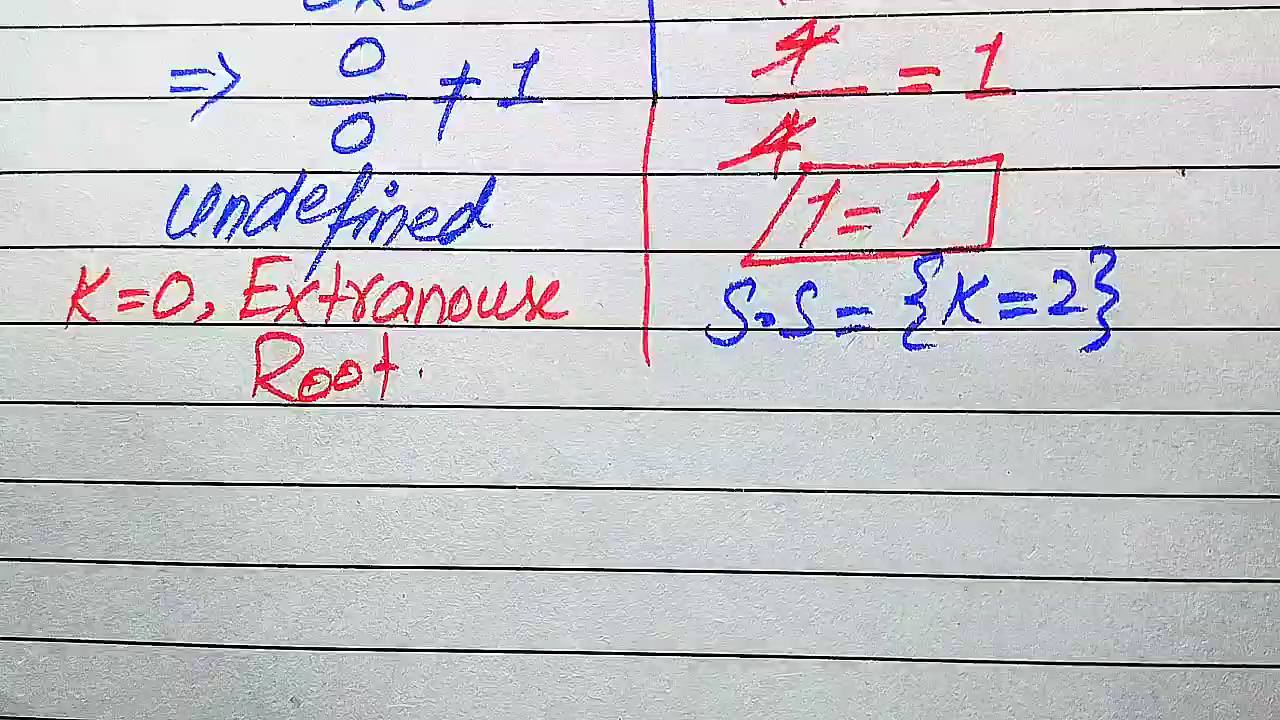 => 0/0 ≠ 1
undefined
K=0, Extranouse
Root.
4/4 = 1
1=1
S.S = {K=2}